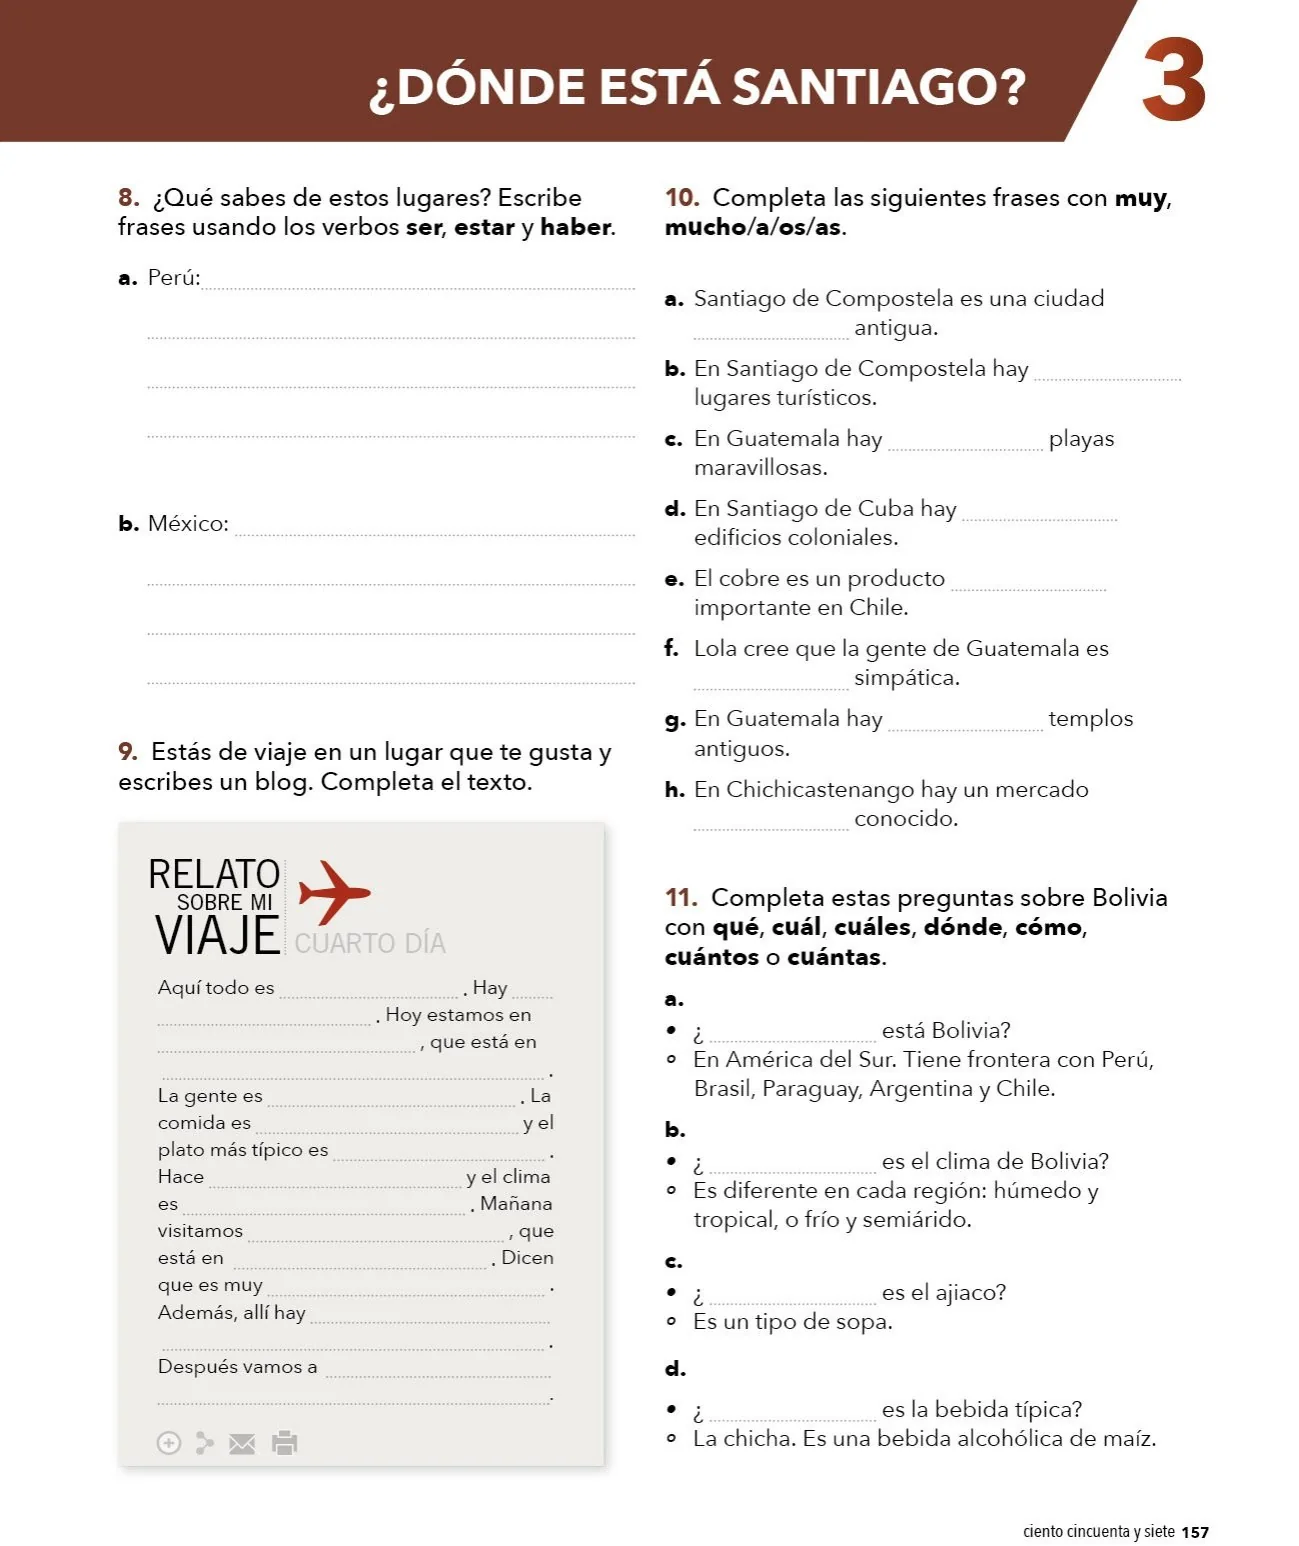 ¿DÓNDE ESTÁ SANTIAGO?
3
8. ¿Qué sabes de estos lugares? Escribe
frases usando los verbos ser, estar y haber.
a. Perú:
b. México:
9. Estás de viaje en un lugar que te gusta y
escribes un blog. Completa el texto.
RELATO
SOBRE MI
VIAJE
CUARTO DÍA
Aquí todo es . Hay
. Hoy estamos en
, que está en
.
La gente es . La
comida es y el
plato más típico es .
Hace y el clima
es . Mañana
visitamos , que
está en . Dicen
que es muy .
Además, allí hay
.
Después vamos a
.
10. Completa las siguientes frases con muy,
mucho/a/os/as.
a. Santiago de Compostela es una ciudad
antigua.
b. En Santiago de Compostela hay
lugares turísticos.
c. En Guatemala hay playas
maravillosas.
d. En Santiago de Cuba hay
edificios coloniales.
e. El cobre es un producto
importante en Chile.
f. Lola cree que la gente de Guatemala es
simpática.
g. En Guatemala hay templos
antiguos.
h. En Chichicastenango hay un mercado
conocido.
11. Completa estas preguntas sobre Bolivia
con qué, cuál, cuáles, dónde, cómo,
cuántos o cuántas.
a.
• ¿ está Bolivia?
◦ En América del Sur. Tiene frontera con Perú,
Brasil, Paraguay, Argentina y Chile.
b.
• ¿ es el clima de Bolivia?
◦ Es diferente en cada región: húmedo y
tropical, o frío y semiárido.
c.
• ¿ es el ajiaco?
◦ Es un tipo de sopa.
d.
• ¿ es la bebida típica?
◦ La chicha. Es una bebida alcohólica de maíz.
ciento cincuenta y siete 157